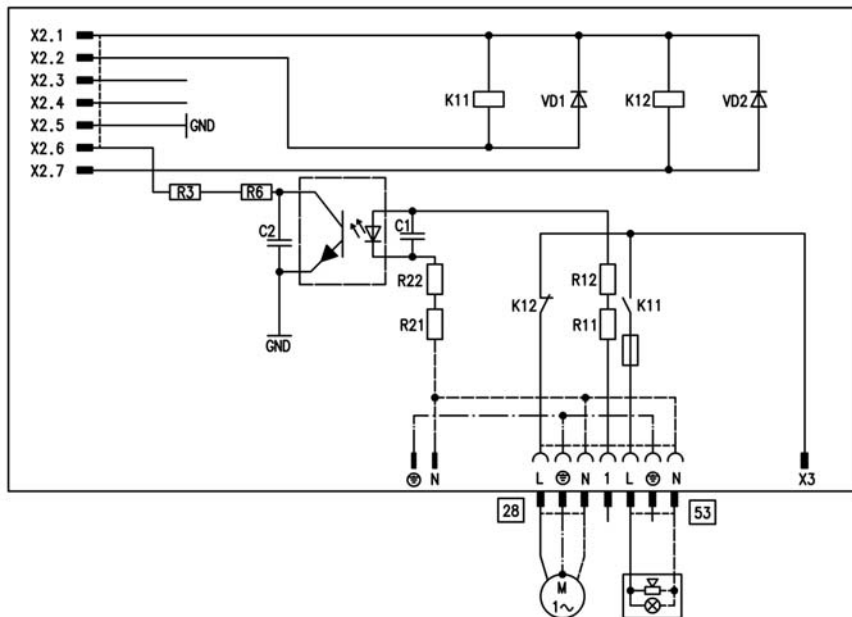 X2.1
X2.2
X2.3
X2.4
X2.5
X2.6
X2.7
GND
K11
VD1
K12
VD2
R3
R6
C2
C1
R22
R21
GND
K12
R12
R11
K11
N
L
N
1
L
N
X3
28
53
M
1~